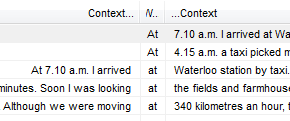 Context... W.. ...Context
At 7.10 a.m. I arrived at Wa
At 4.15 a.m. a taxi picked m
At 7.10 a.m. I arrived at Waterloo station by taxi.
minutes. Soon I was looking at the fields and farmhouse
Although we were moving at 340 kilometres an hour, t